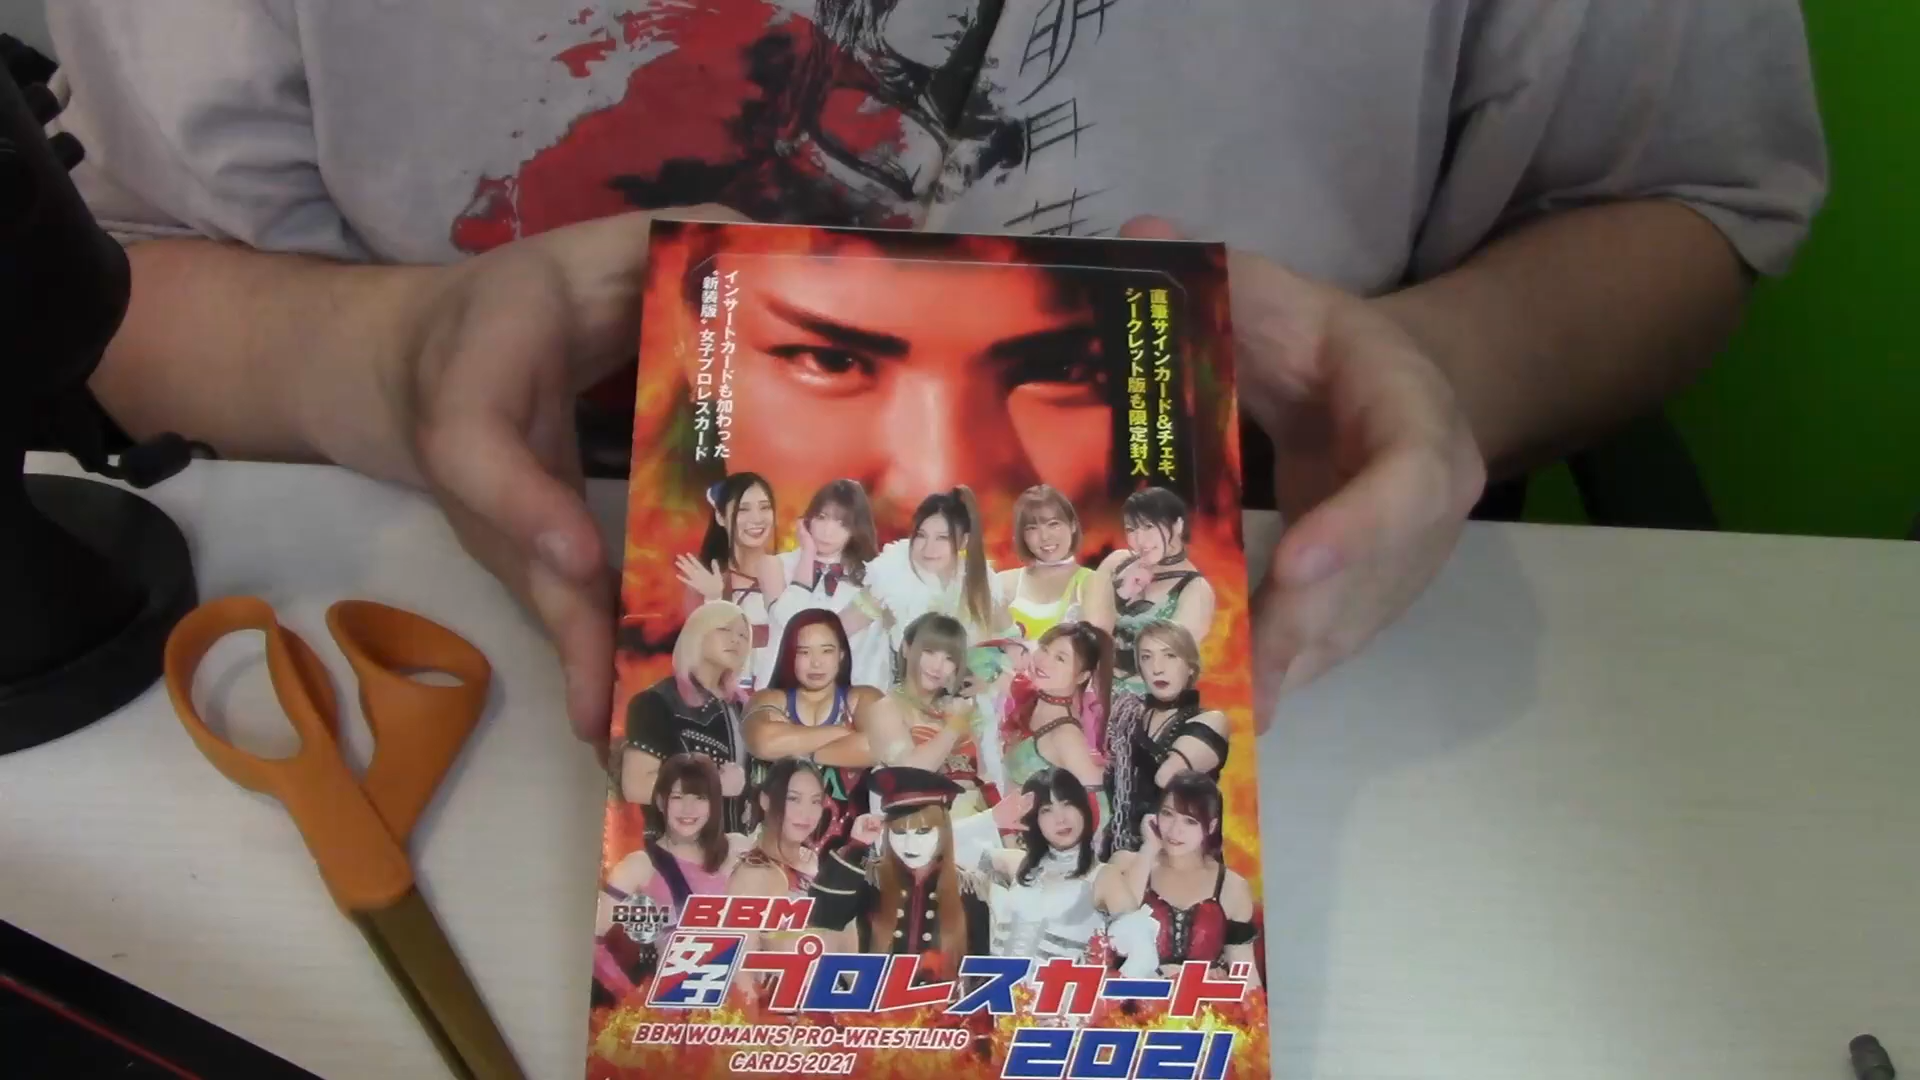 明日華
直筆サインカード&チェキ、
シークレット版も限定封入
インサートカードも加わった
"新装版"女子プロレスカード
BBM
2021
BBM
女子プロレスカード
2021
BBM WOMAN'S PRO-WRESTLING
CARDS 2021